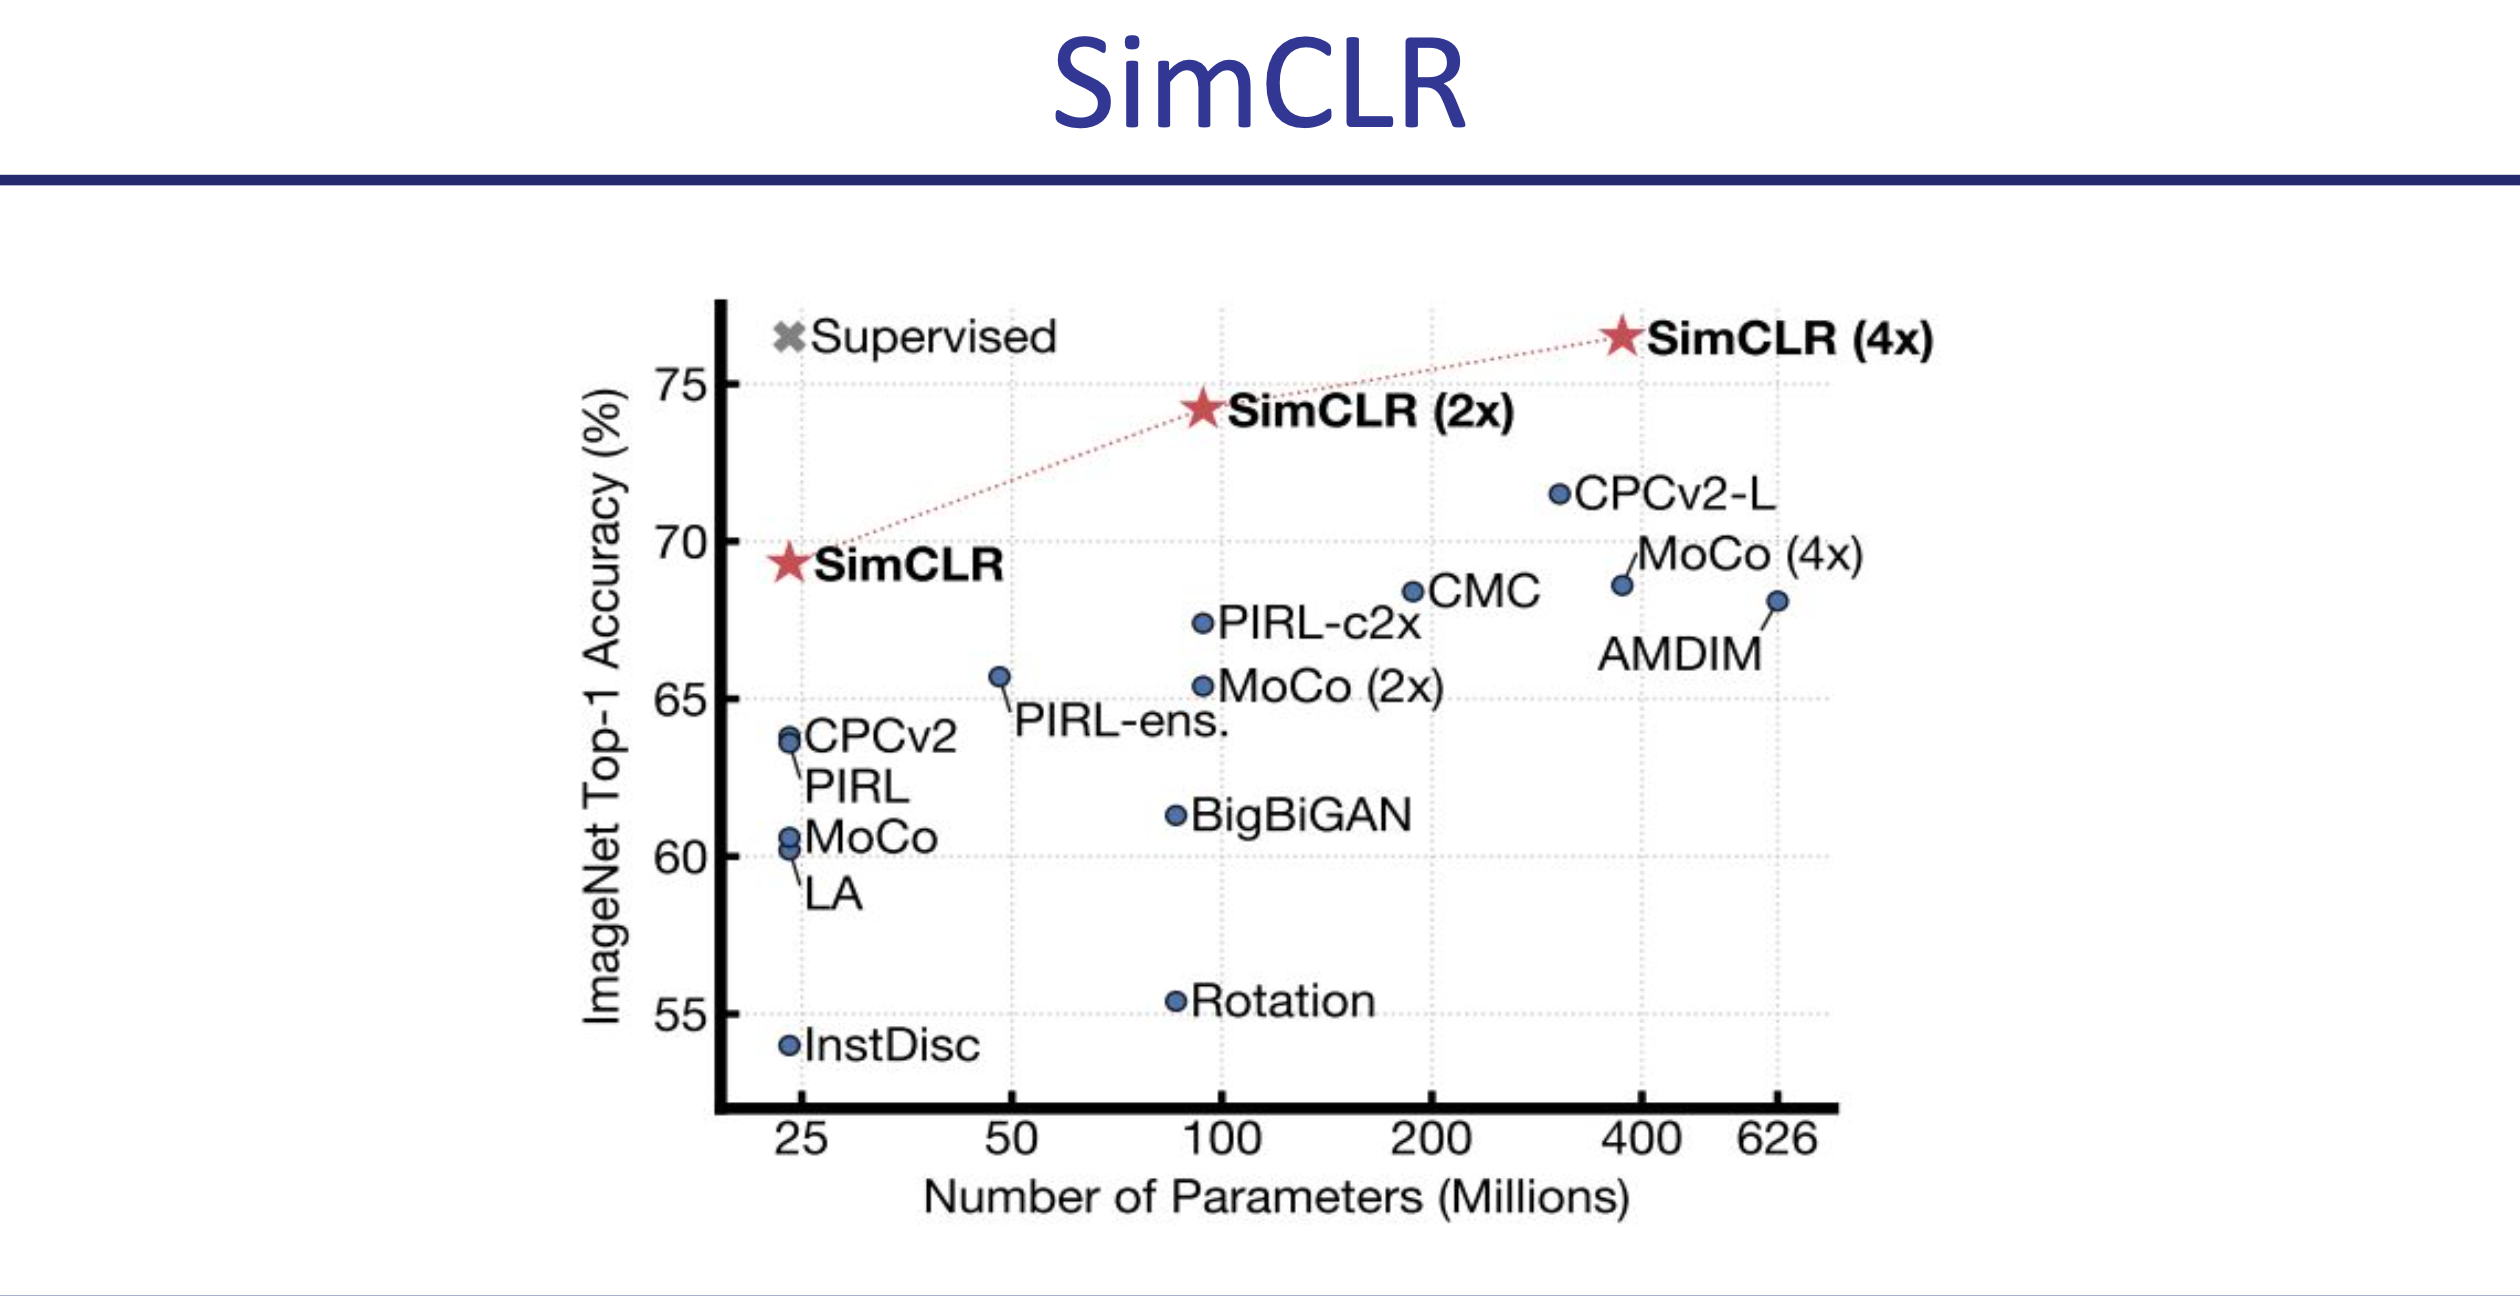 SimCLR
Supervised
SimCLR (4x)
75
SimCLR (2x)
CPCv2-L
70
MoCo (4x)
SimCLR
CMC
PIRL-c2x
AMDIM
65
MoCo (2x)
PIRL-ens.
CPCv2
PIRL
BigBiGAN
MoCo
60
LA
Rotation
55
InstDisc
ImageNet Top-1 Accuracy (%)
25 50 100 200 400 626
Number of Parameters (Millions)